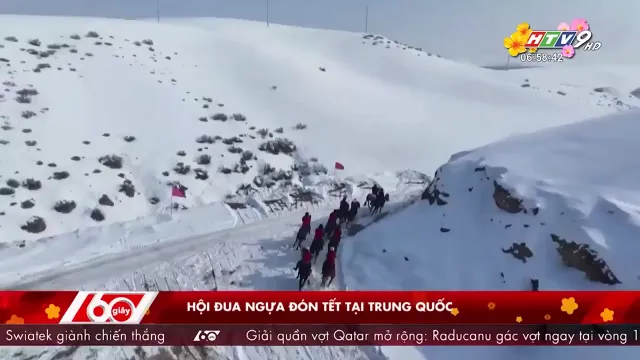 HTV9 HD
06:58:42
60 giây
HỘI ĐUA NGỰA ĐÓN TẾT TẠI TRUNG QUỐC
Swiatek giành chiến thắng 60 Giải quần vợt Qatar mở rộng: Raducanu gác vợt ngay tại vòng 1